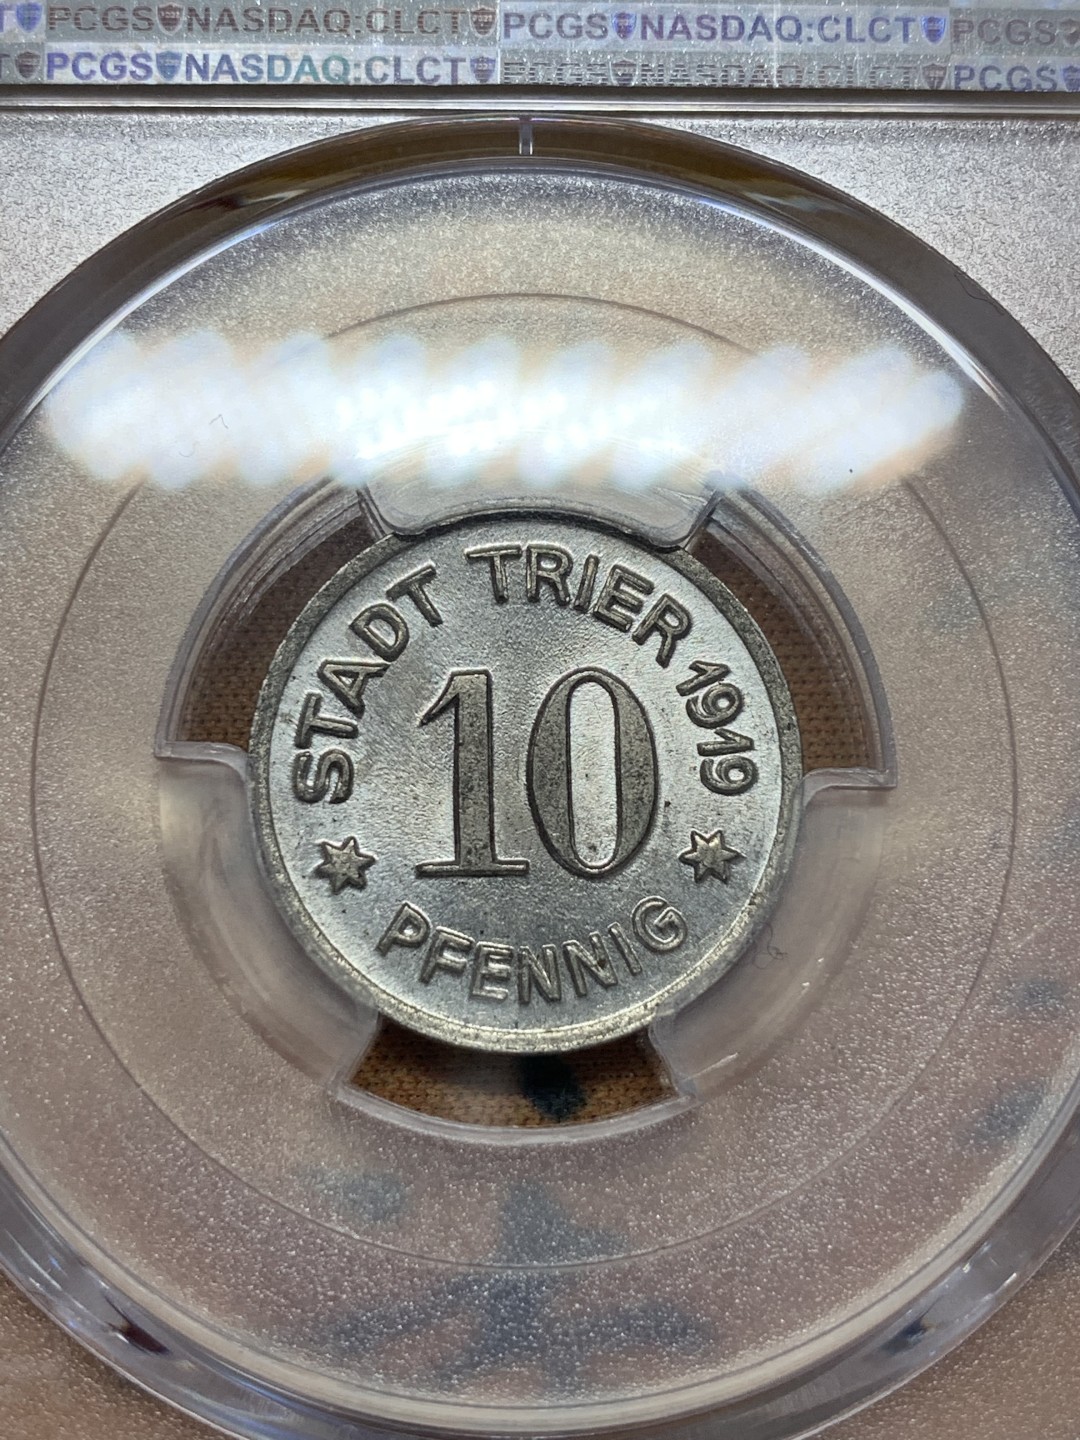 PCGS NASDAQ:CLCT PCGS NASDAQ:CLCT PCGS
PCGS NASDAQ:CLCT PCGS NASDAQ:CLCT PCGS
STADT TRIER 1919
10
PFENNIG